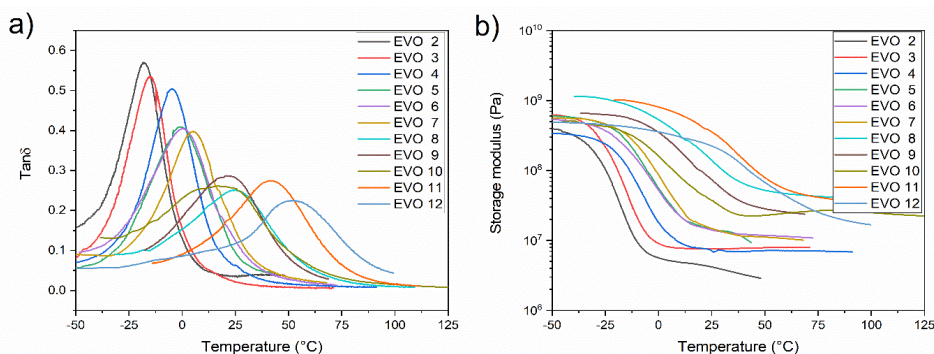 a)
0.6
0.5
0.4
0.3
0.2
0.1
0.0
Tanδ
-50 -25 0 25 50 75 100 125
Temperature (°C)
EVO 2
EVO 3
EVO 4
EVO 5
EVO 6
EVO 7
EVO 8
EVO 9
EVO 10
EVO 11
EVO 12
b)
10¹⁰
10⁹
10⁸
10⁷
10⁶
Storage modulus (Pa)
-50 -25 0 25 50 75 100 125
Temperature (°C)
EVO 2
EVO 3
EVO 4
EVO 5
EVO 6
EVO 7
EVO 8
EVO 9
EVO 10
EVO 11
EVO 12